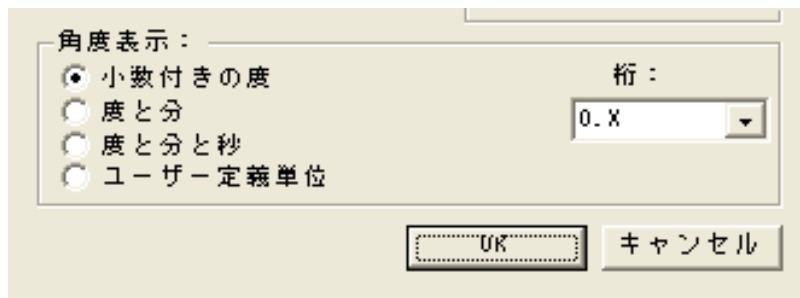 角度表示：
小数付きの度
桁：
度と分
0.X
度と分と秒
ユーザー定義単位
OK
キャンセル